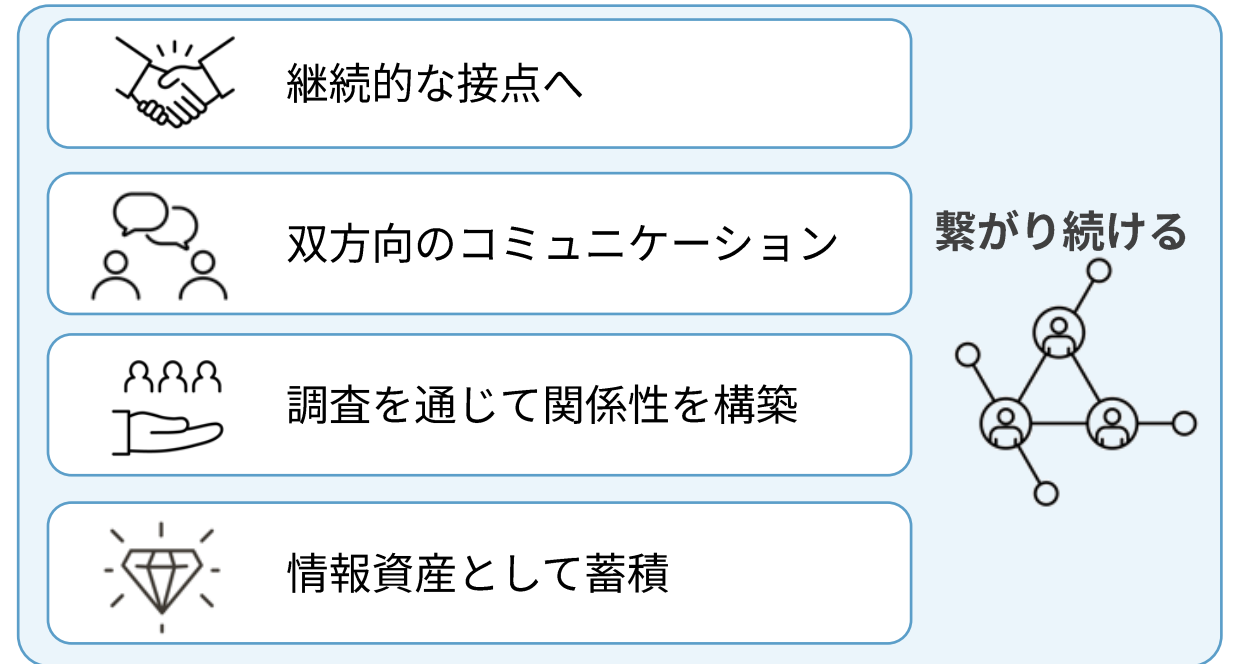 継続的な接点へ
双方向のコミュニケーション
調査を通じて関係性を構築
情報資産として蓄積
繋がり続ける